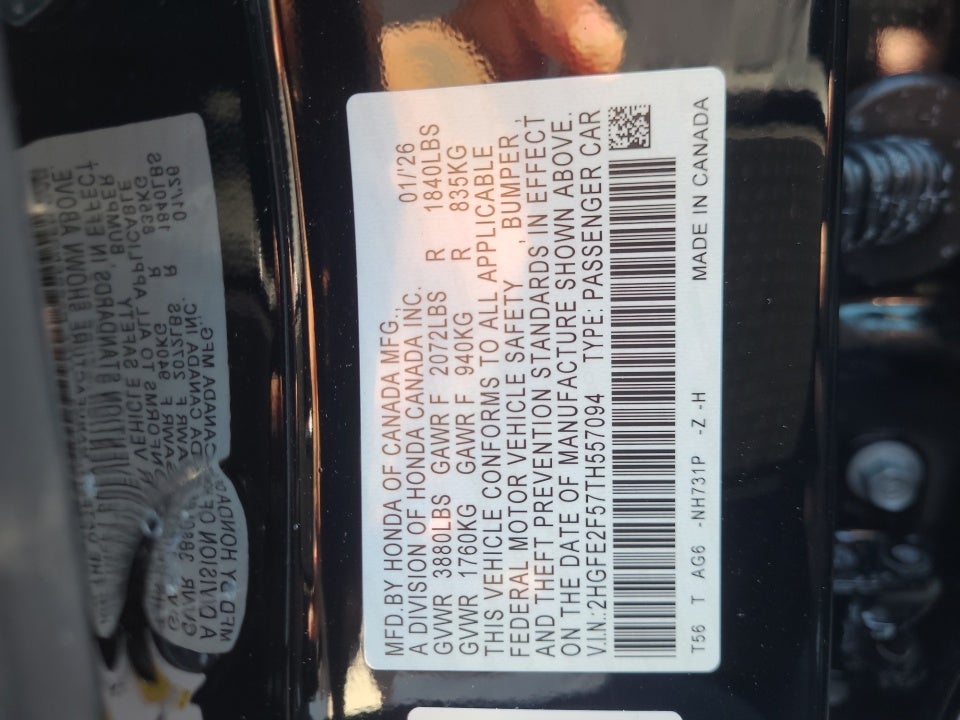 MFD.BY HONDA OF CANADA MFG., 01/'26
A DIVISION OF HONDA CANADA INC.
GVWR 3880LBS GAWR F 2072LBS R 1840LBS
GVWR 1760KG GAWR F 940KG R 835KG
THIS VEHICLE CONFORMS TO ALL APPLICABLE
FEDERAL MOTOR VEHICLE SAFETY, BUMPER,
AND THEFT PREVENTION STANDARDS IN EFFECT
ON THE DATE OF MANUFACTURE SHOWN ABOVE.
V.I.N.:2HGFE2F57TH557094 TYPE: PASSENGER CAR
T56 T AG6 -NH731P -Z -H MADE IN CANADA